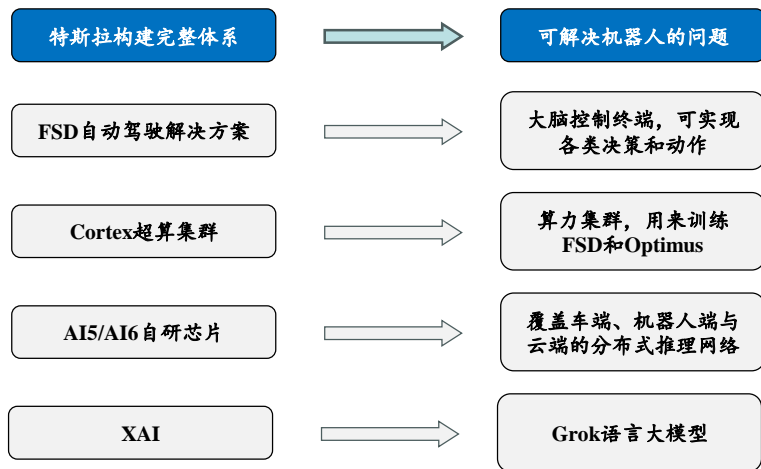 特斯拉构建完整体系
可解决机器人的问题
FSD自动驾驶解决方案
大脑控制终端，可实现
各类决策和动作
Cortex超算集群
算力集群，用来训练
FSD和Optimus
AI5/AI6自研芯片
覆盖车端、机器人端与
云端的分布式推理网络
XAI
Grok语言大模型